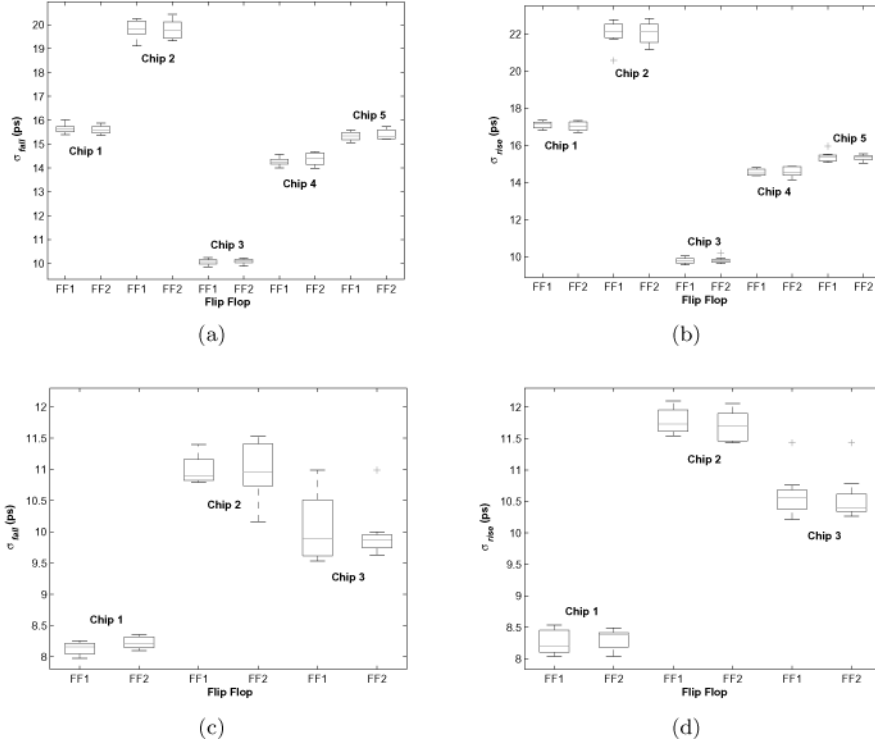 20
19
18
17
16
15
14
13
12
11
10
σ fall (ps)
Chip 1
Chip 2
Chip 3
Chip 4
Chip 5
FF1 FF2 FF1 FF2 FF1 FF2 FF1 FF2 FF1 FF2
Flip Flop
(a)
22
20
18
16
14
12
10
σ rise (ps)
Chip 1
Chip 2
Chip 3
Chip 4
Chip 5
FF1 FF2 FF1 FF2 FF1 FF2 FF1 FF2 FF1 FF2
Flip Flop
(b)
12
11.5
11
10.5
10
9.5
9
8.5
8
σ fall (ps)
Chip 1
Chip 2
Chip 3
FF1 FF2 FF1 FF2 FF1 FF2
Flip Flop
(c)
12
11.5
11
10.5
10
9.5
9
8.5
8
σ rise (ps)
Chip 1
Chip 2
Chip 3
FF1 FF2 FF1 FF2 FF1 FF2
Flip Flop
(d)